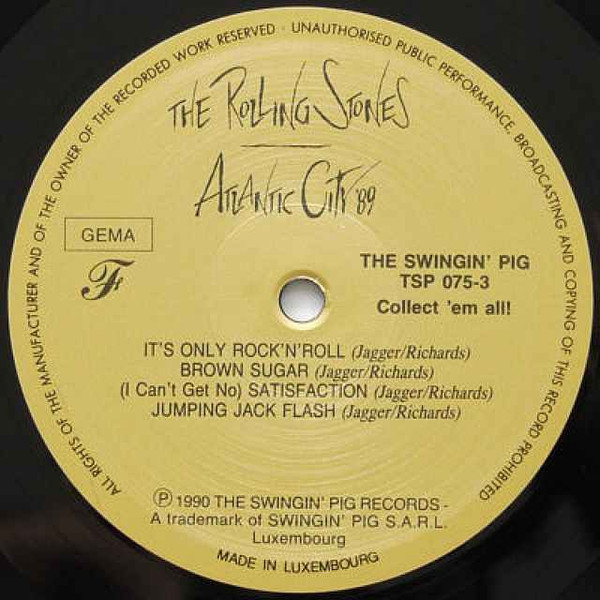 ALL RIGHTS OF THE MANUFACTURER AND OF THE OWNER OF THE RECORDED WORK RESERVED · UNAUTHORISED PUBLIC PERFORMANCE, BROADCASTING AND COPYING OF THIS RECORD PROHIBITED
THE ROLLING STONES
ATLANTIC CITY '89
GEMA
F
THE SWINGIN' PIG
TSP 075-3
Collect 'em all!
IT'S ONLY ROCK'N'ROLL (Jagger/Richards)
BROWN SUGAR (Jagger/Richards)
(I Can't Get No) SATISFACTION (Jagger/Richards)
JUMPING JACK FLASH (Jagger/Richards)
Ⓟ 1990 THE SWINGIN' PIG RECORDS -
A trademark of SWINGIN' PIG S.A.R.L.
Luxembourg
MADE IN LUXEMBOURG